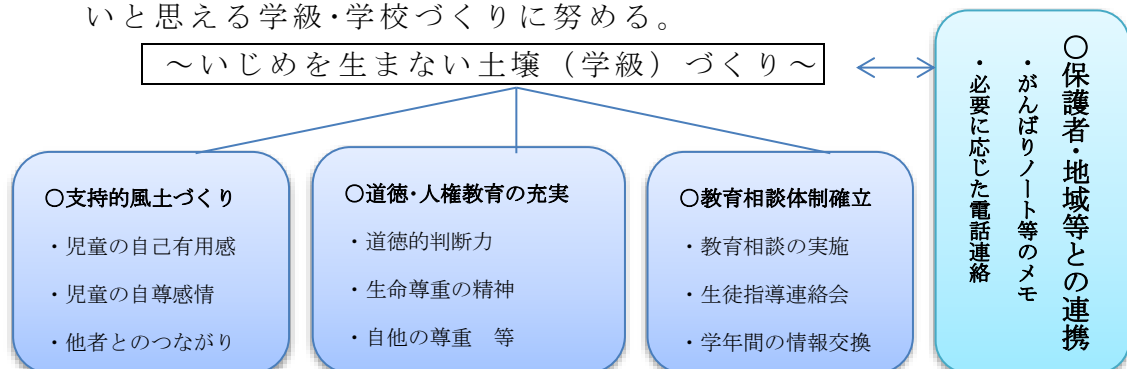 いと思える学級・学校づくりに努める。
～いじめを生まない土壌（学級）づくり～
〇支持的風土づくり
・児童の自己有用感
・児童の自尊感情
・他者とのつながり
〇道徳・人権教育の充実
・道徳的判断力
・生命尊重の精神
・自他の尊重　等
〇教育相談体制確立
・教育相談の実施
・生徒指導連絡会
・学年間の情報交換
〇保護者・地域等との連携
・がんばりノート等のメモ
・必要に応じた電話連絡